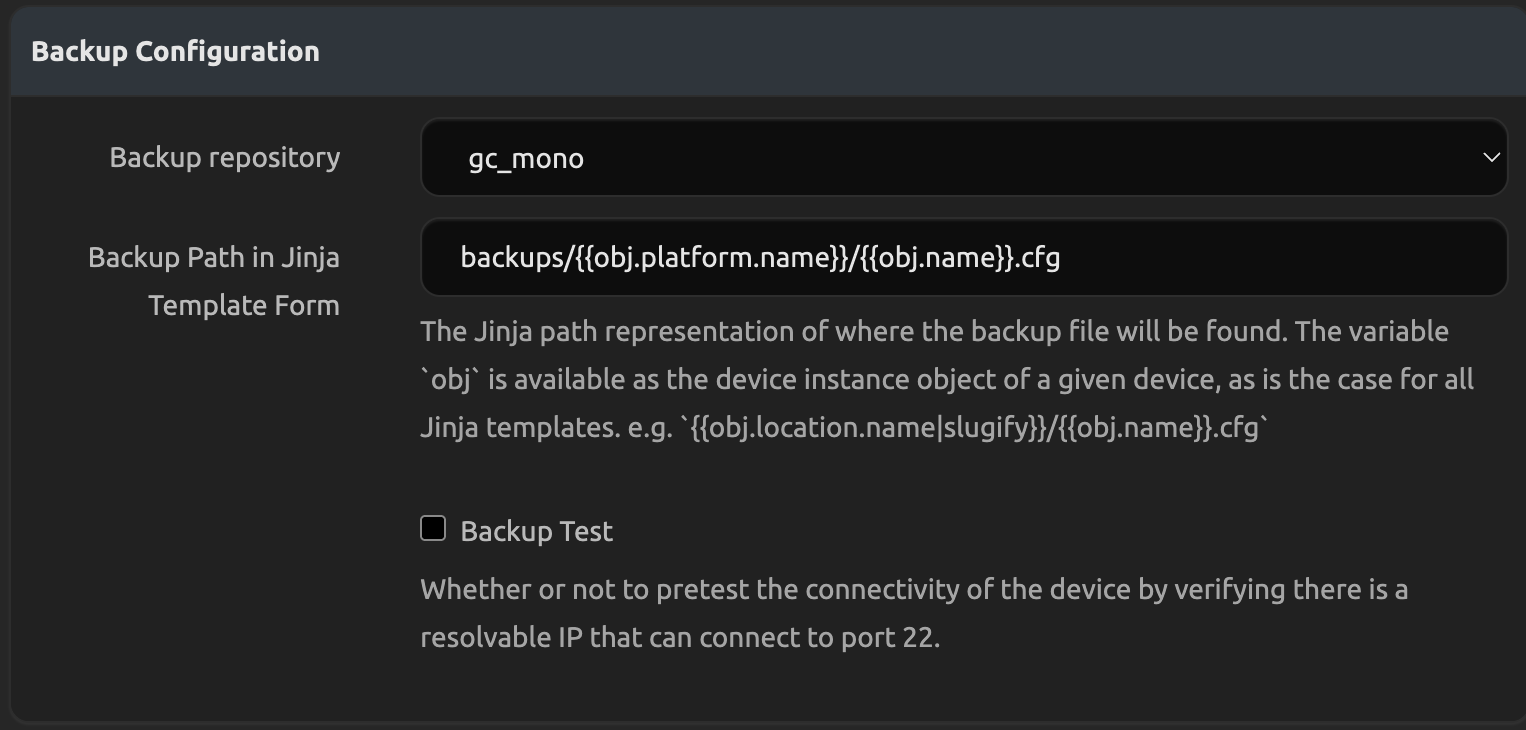 Backup Configuration
Backup repository
gc_mono
Backup Path in Jinja
Template Form
backups/{{obj.platform.name}}/{{obj.name}}.cfg
The Jinja path representation of where the backup file will be found. The variable
`obj` is available as the device instance object of a given device, as is the case for all
Jinja templates. e.g. `{{obj.location.name|slugify}}/{{obj.name}}.cfg`
Backup Test
Whether or not to pretest the connectivity of the device by verifying there is a
resolvable IP that can connect to port 22.